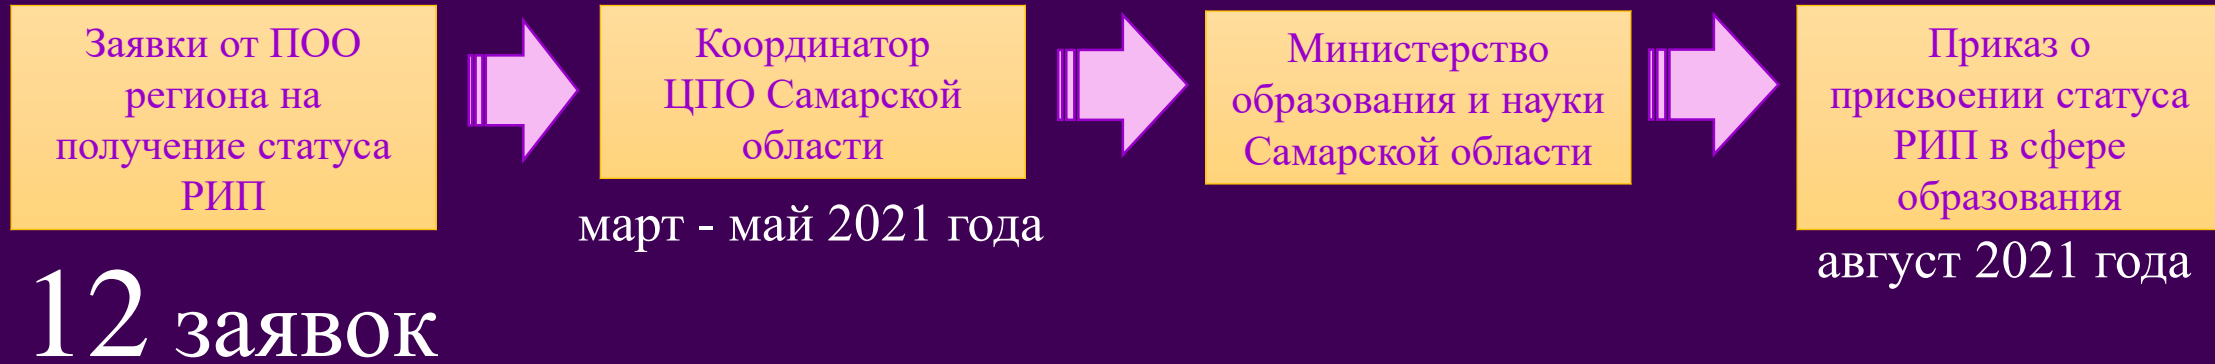 Заявки от ПОО
региона на
получение статуса
РИП
12 заявок
Координатор
ЦПО Самарской
области
март - май 2021 года
Министерство
образования и науки
Самарской области
Приказ о
присвоении статуса
РИП в сфере
образования
август 2021 года